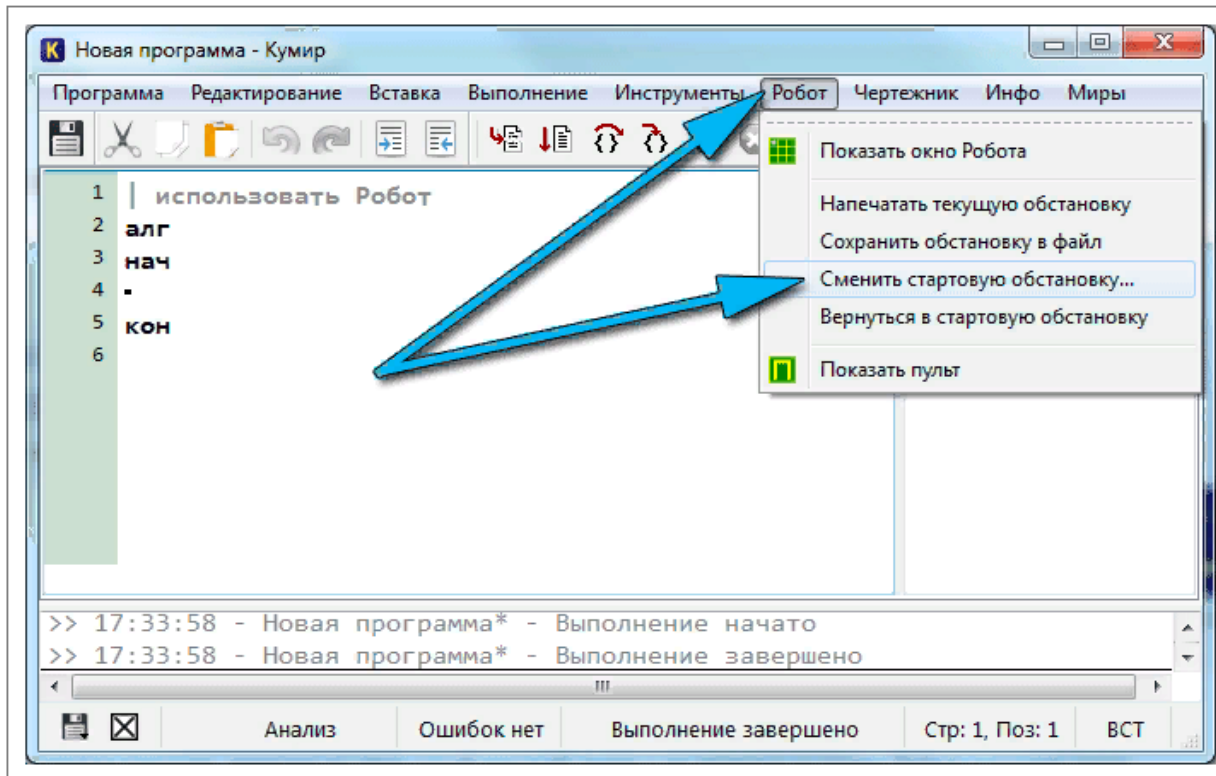 Новая программа - Кумир
Программа Редактирование Вставка Выполнение Инструменты Робот Чертежник Инфо Миры
Показать окно Робота
Напечатать текущую обстановку
Сохранить обстановку в файл
Сменить стартовую обстановку...
Вернуться в стартовую обстановку
Показать пульт
1 | использовать Робот
2 алг
3 нач
4 .
5 кон
6
>> 17:33:58 - Новая программа* - Выполнение начато
>> 17:33:58 - Новая программа* - Выполнение завершено
Анализ Ошибок нет Выполнение завершено Стр: 1, Поз: 1 ВСТ